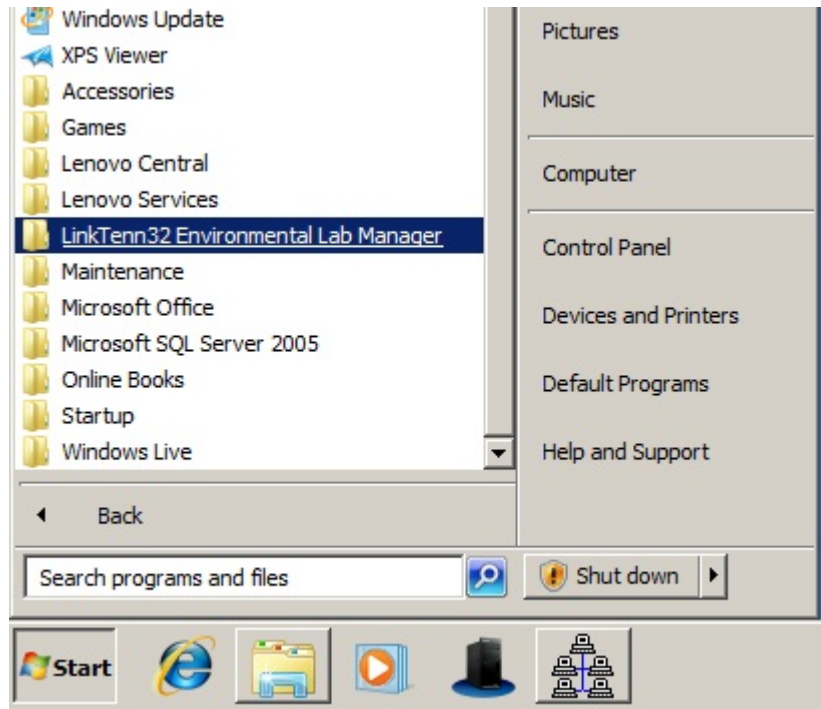 Windows Update
XPS Viewer
Accessories
Games
Lenovo Central
Lenovo Services
LinkTenn32 Environmental Lab Manager
Maintenance
Microsoft Office
Microsoft SQL Server 2005
Online Books
Startup
Windows Live
Back
Search programs and files
Pictures
Music
Computer
Control Panel
Devices and Printers
Default Programs
Help and Support
Shut down
Start